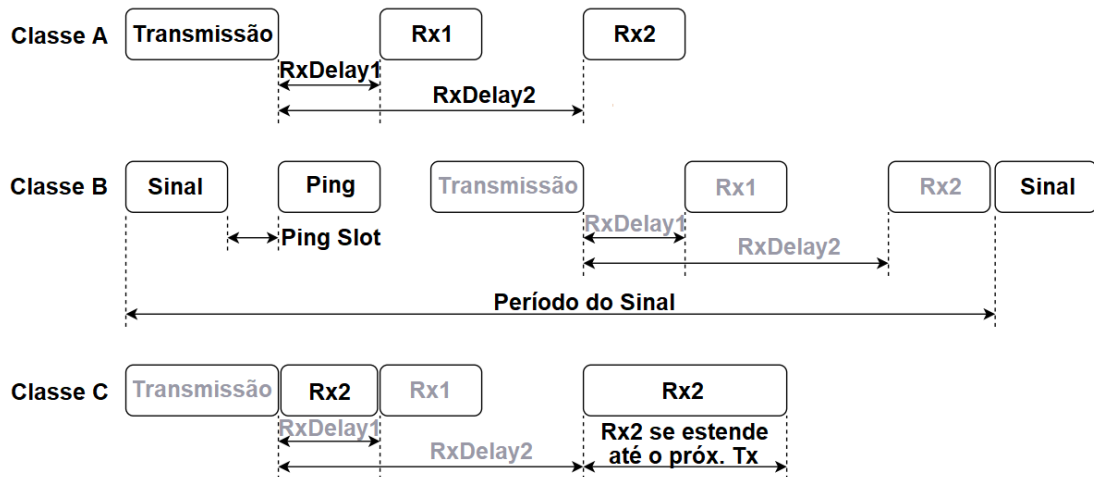 Classe A Transmissão Rx1 Rx2
RxDelay1
RxDelay2
Classe B Sinal Ping Transmissão Rx1 Rx2 Sinal
Ping Slot RxDelay1
RxDelay2
Período do Sinal
Classe C Transmissão Rx2 Rx1 Rx2
RxDelay1
RxDelay2
Rx2 se estende
até o próx. Tx